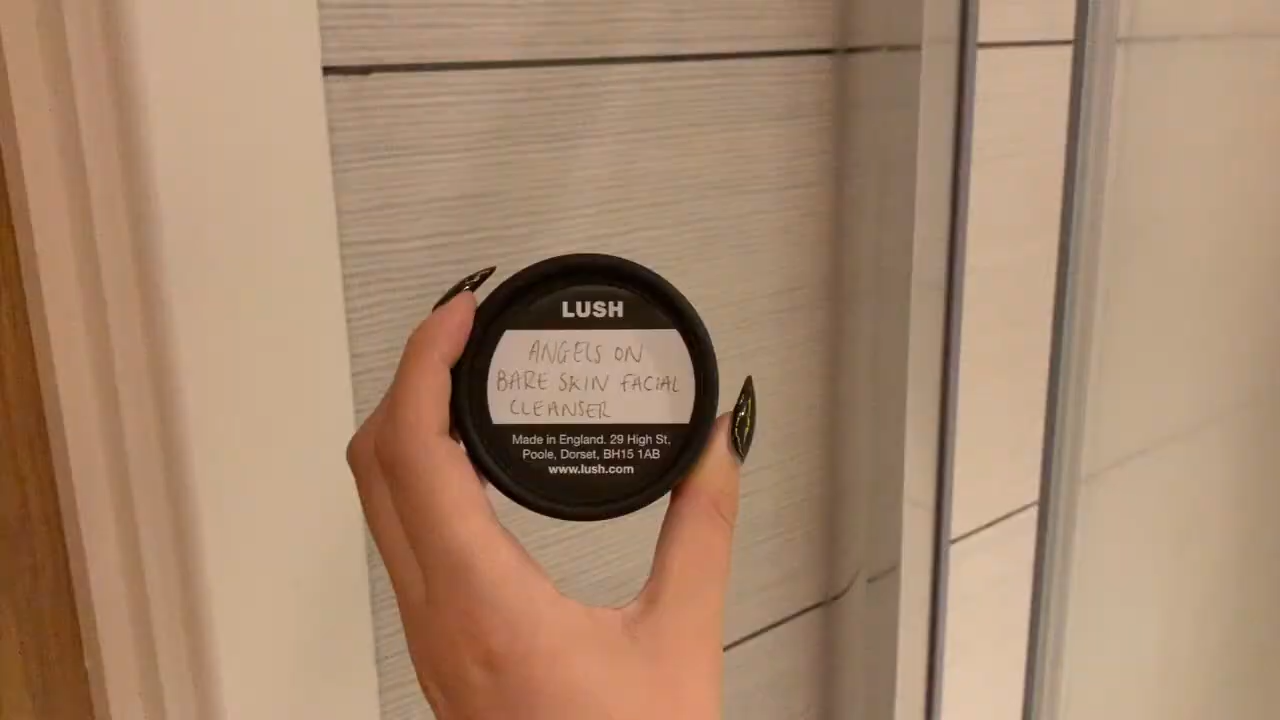 LUSH
ANGELS ON
BARE SKIN FACIAL
CLEANSER
Made in England. 29 High St,
Poole, Dorset, BH15 1AB
www.lush.com